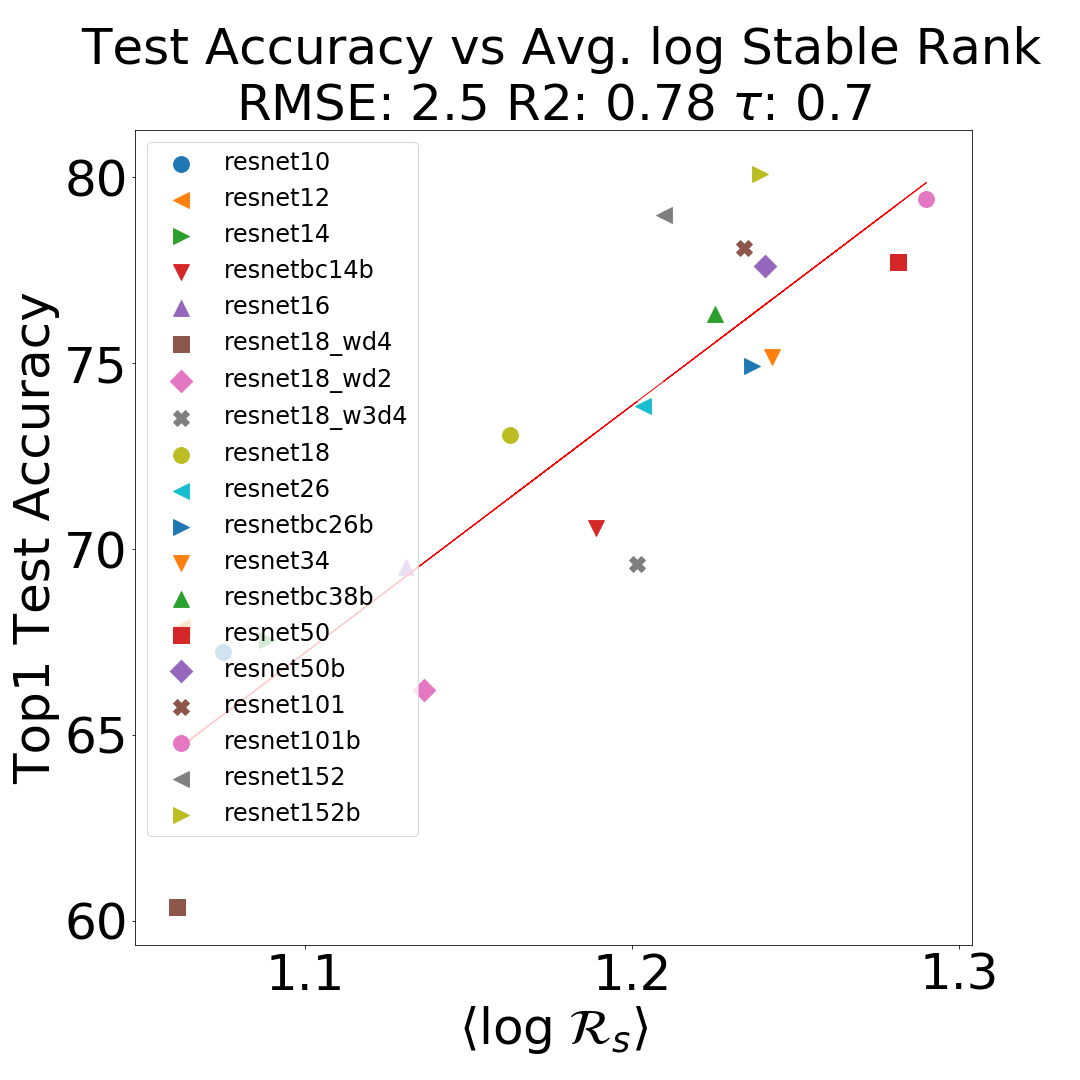 Test Accuracy vs Avg. log Stable Rank
RMSE: 2.5 R2: 0.78 τ: 0.7
Top1 Test Accuracy
80
75
70
65
60
resnet10
resnet12
resnet14
resnetbc14b
resnet16
resnet18_wd4
resnet18_wd2
resnet18_w3d4
resnet18
resnet26
resnetbc26b
resnet34
resnetbc38b
resnet50
resnet50b
resnet101
resnet101b
resnet152
resnet152b
1.1
1.2
1.3
⟨log ℛₛ⟩